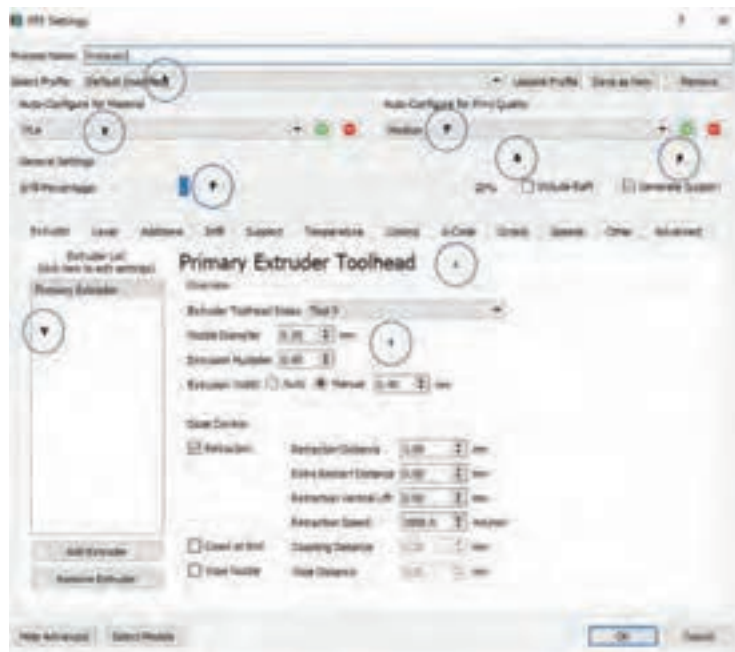 FFF Settings
Process Name: Process1
Select Profile: Default (modified) Update Profile Save as New Remove
Auto-Configure for Material
PLA
Auto-Configure for Print Quality
Medium
General Settings
Infill Percentage: 20% Include Raft Generate Support
Extruder Layer Additions Infill Support Temperature Cooling G-Code Scripts Speeds Other Advanced
Extruder List
(click item to edit settings)
Primary Extruder
Add Extruder
Remove Extruder
Primary Extruder Toolhead
Overview
Extruder Toolhead Index Tool 0
Nozzle Diameter mm
Extrusion Multiplier
Extrusion Width Auto Manual mm
Ooze Control
Retraction Retraction Distance mm
Extra Restart Distance mm
Retraction Vertical Lift mm
Retraction Speed mm/min
Coast at End Coasting Distance mm
Wipe Nozzle Wipe Distance mm
Hide Advanced Select Models OK Cancel